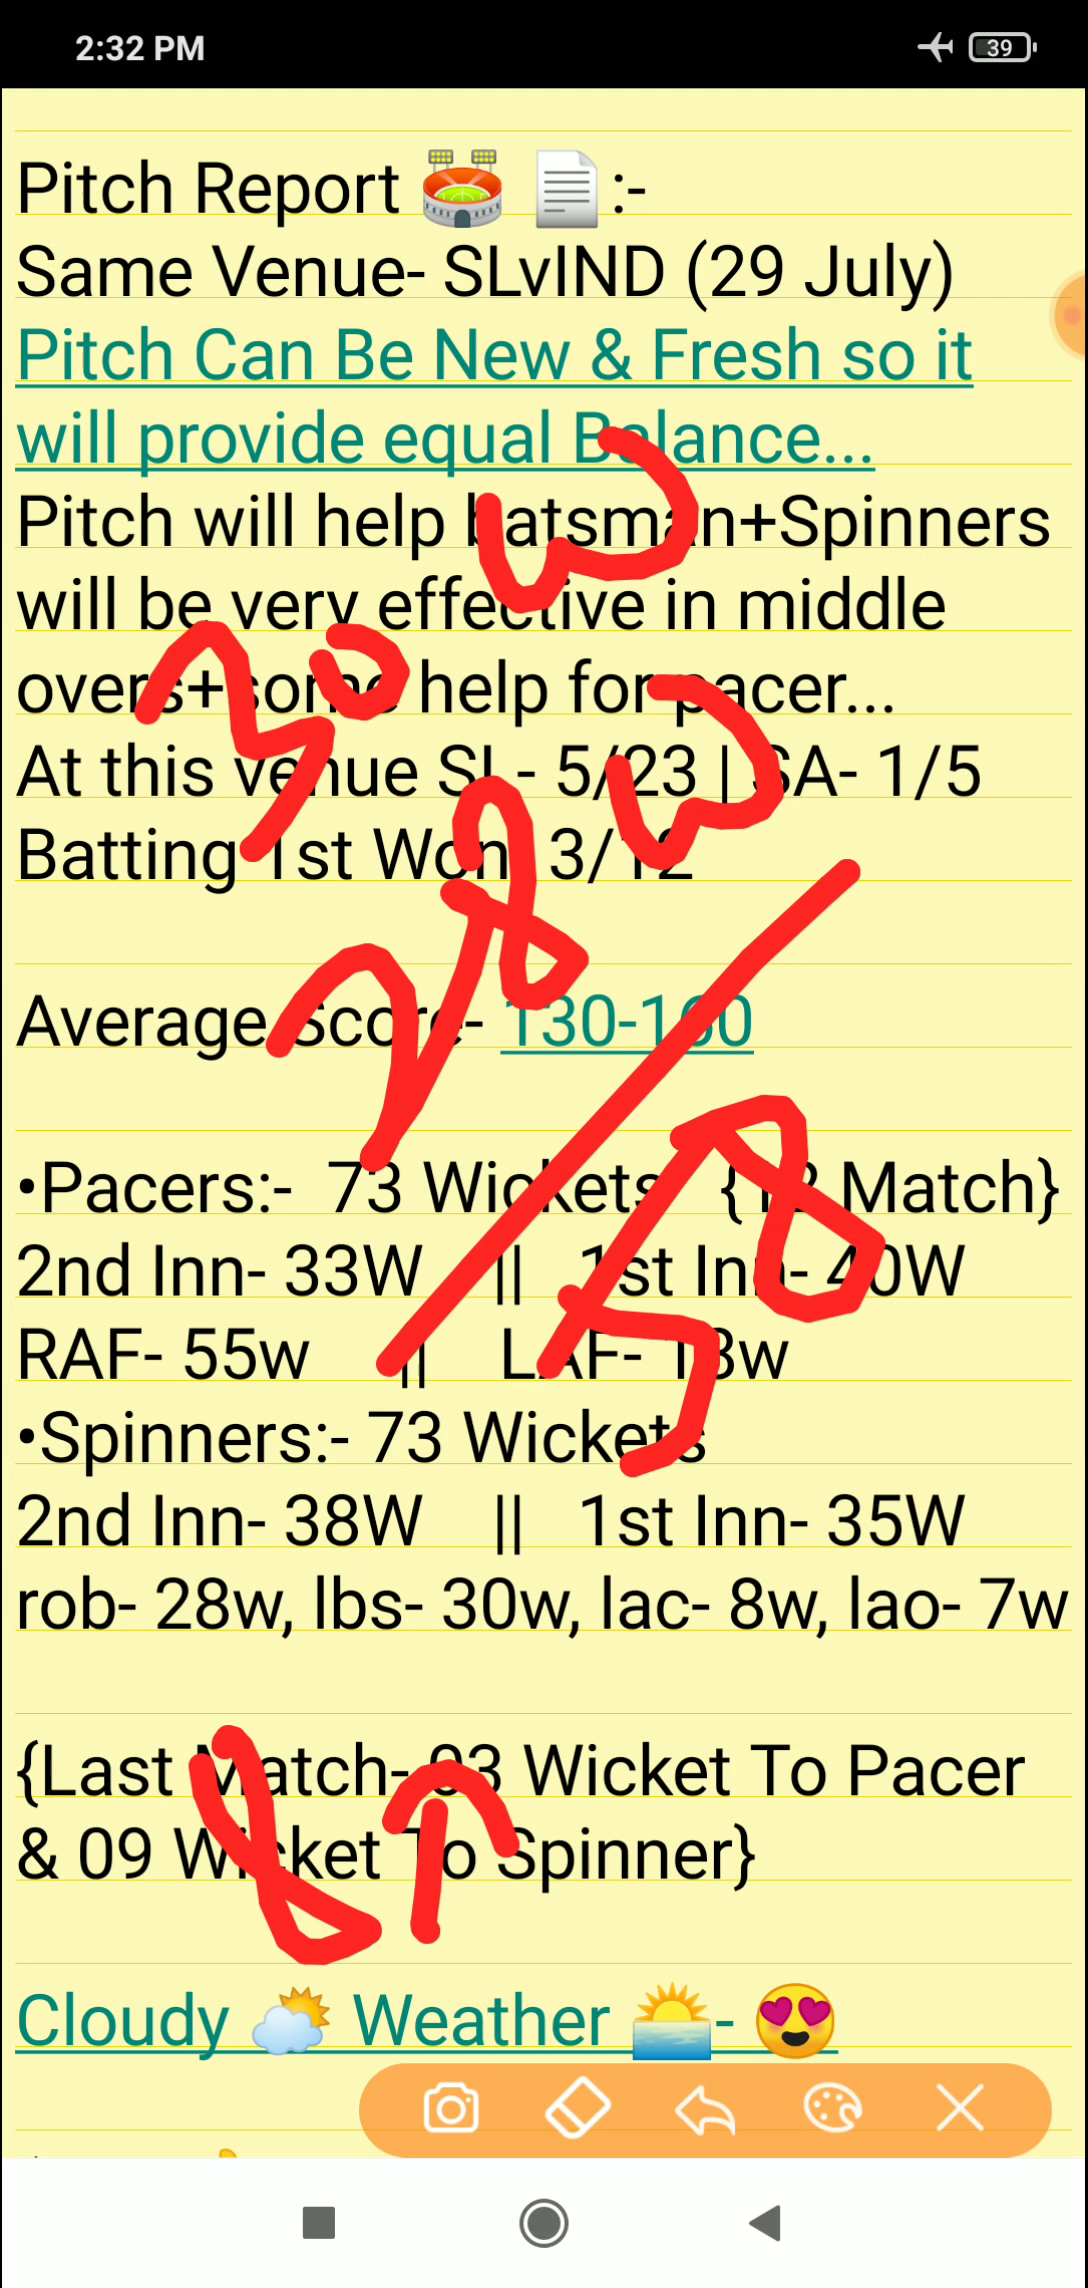 2:32 PM
39
Pitch Report 🏟️ 📄 :-
Same Venue- SLvIND (29 July)
Pitch Can Be New & Fresh so it
will provide equal Balance...
Pitch will help batsman+Spinners
will be very effective in middle
overs+some help for pacer...
At this venue SL- 5/23 | SA- 1/5
Batting 1st Won- 3/12
Average Score- 130-160
•Pacers:- 73 Wickets {12 Match}
2nd Inn- 33W || 1st Inn- 40W
RAF- 55w || LAF- 18w
•Spinners:- 73 Wickets
2nd Inn- 38W || 1st Inn- 35W
rob- 28w, lbs- 30w, lac- 8w, lao- 7w
{Last Match- 03 Wicket To Pacer
& 09 Wicket To Spinner}
Cloudy 🌥️ Weather 🌅- 😍